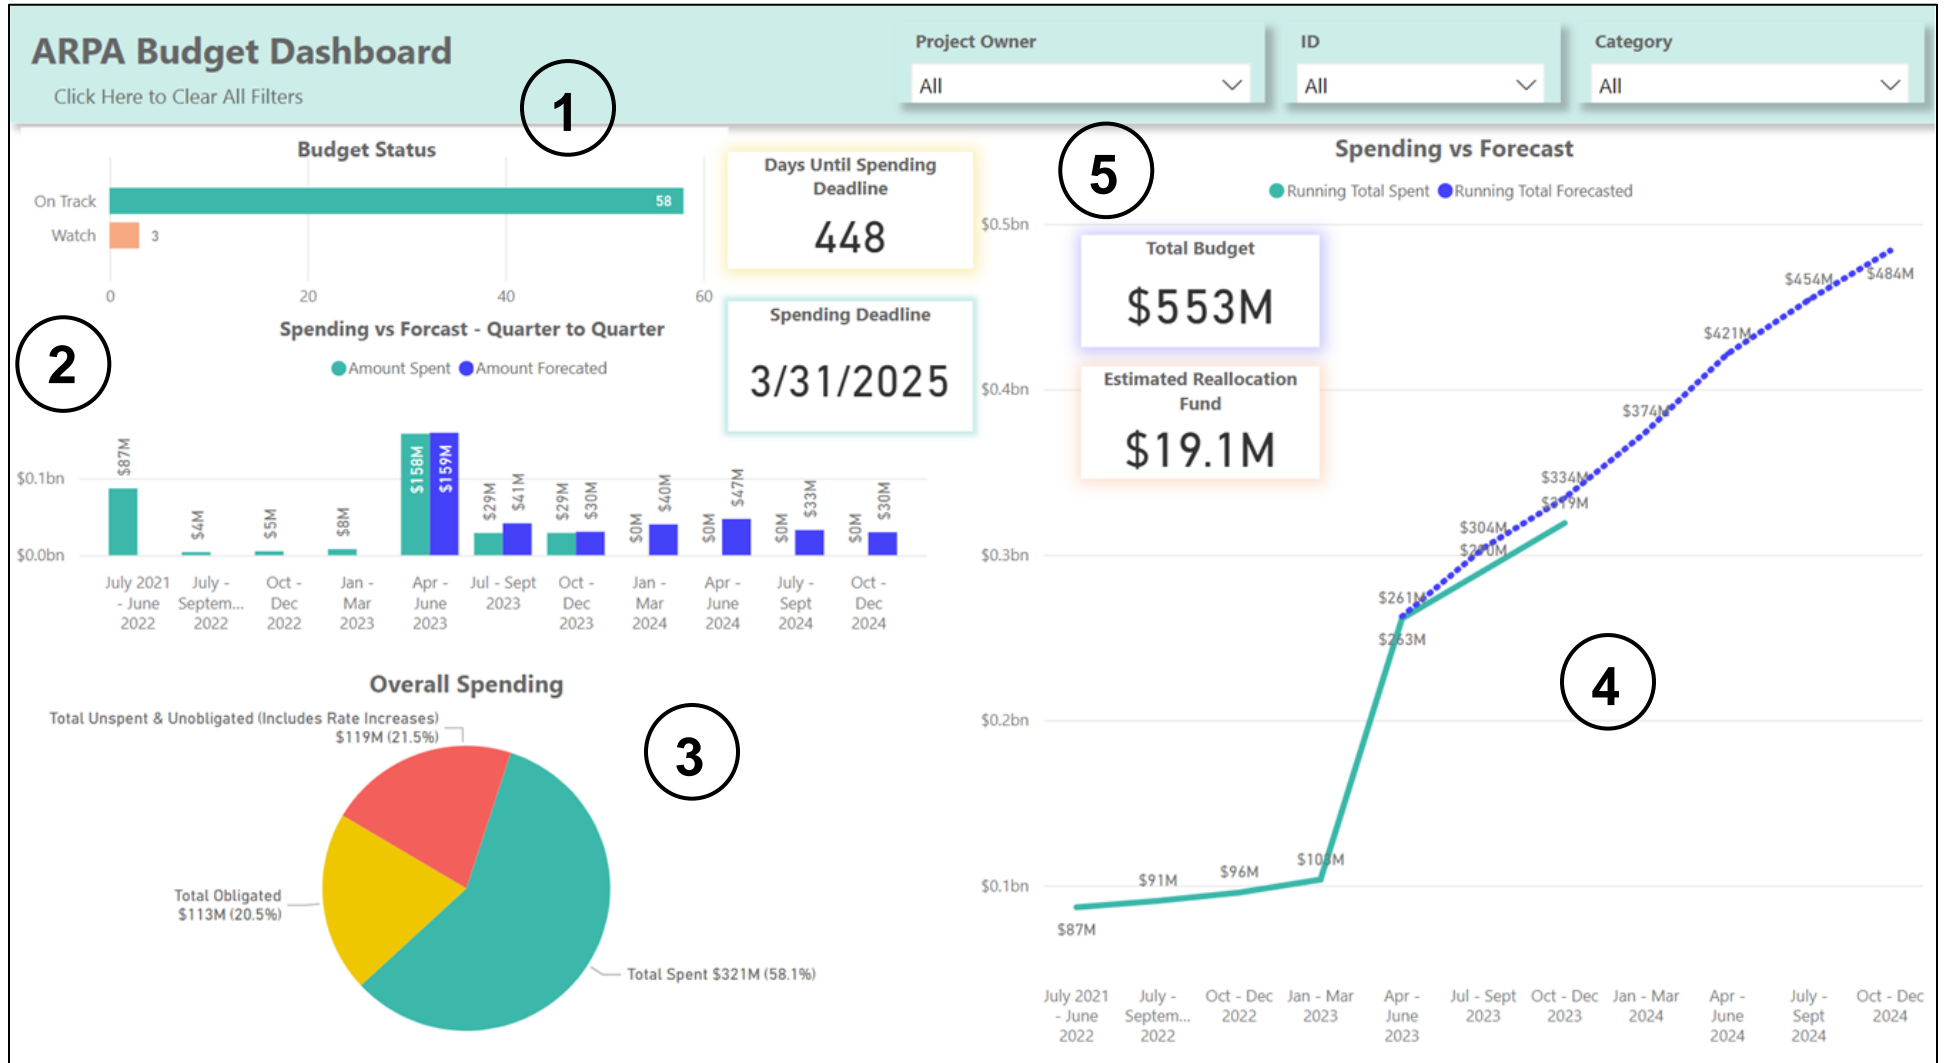 ARPA Budget Dashboard
Click Here to Clear All Filters
Project Owner
All
ID
All
Category
All
1
Budget Status
On Track
58
Watch
3
0
20
40
60
Days Until Spending
Deadline
448
Spending Deadline
3/31/2025
2
Spending vs Forcast - Quarter to Quarter
Amount Spent
Amount Forecated
$0.1bn
$0.0bn
$87M
$4M
$5M
$8M
$158M
$159M
$29M
$41M
$29M
$30M
$0M
$40M
$0M
$47M
$0M
$33M
$0M
$30M
July 2021
- June
2022
July -
Septem...
2022
Oct -
Dec
2022
Jan -
Mar
2023
Apr -
June
2023
Jul - Sept
2023
Oct -
Dec
2023
Jan -
Mar
2024
Apr -
June
2024
July -
Sept
2024
Oct -
Dec
2024
Overall Spending
3
Total Unspent & Unobligated (Includes Rate Increases)
$119M (21.5%)
Total Obligated
$113M (20.5%)
Total Spent $321M (58.1%)
5
Spending vs Forecast
Running Total Spent
Running Total Forecasted
Total Budget
$553M
Estimated Reallocation
Fund
$19.1M
4
$0.5bn
$0.4bn
$0.3bn
$0.2bn
$0.1bn
$87M
$91M
$96M
$103M
$261M
$263M
$304M
$290M
$334M
$319M
$374M
$421M
$454M
$484M
July 2021
- June
2022
July -
Septem...
2022
Oct - Dec
2022
Jan - Mar
2023
Apr -
June
2023
Jul - Sept
2023
Oct - Dec
2023
Jan - Mar
2024
Apr -
June
2024
July -
Sept
2024
Oct - Dec
2024